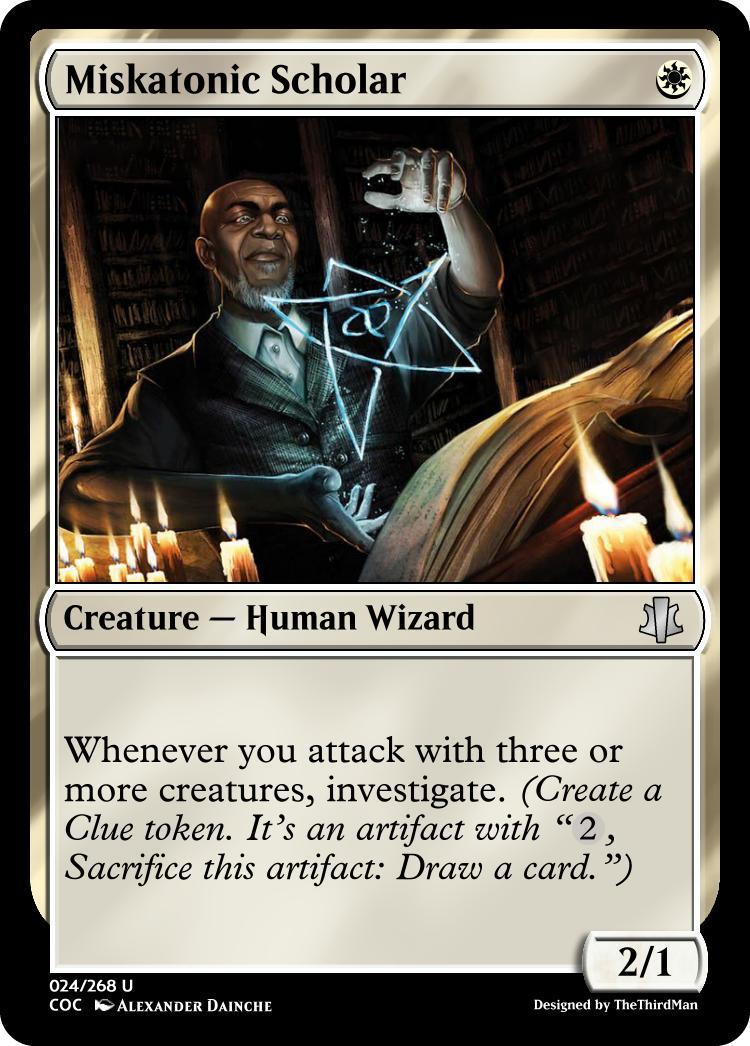 Miskatonic Scholar
Creature — Human Wizard
Whenever you attack with three or
more creatures, investigate. (Create a
Clue token. It's an artifact with “2,
Sacrifice this artifact: Draw a card.”)
2/1
024/268 U
COC Alexander Dainche
Designed by TheThirdMan